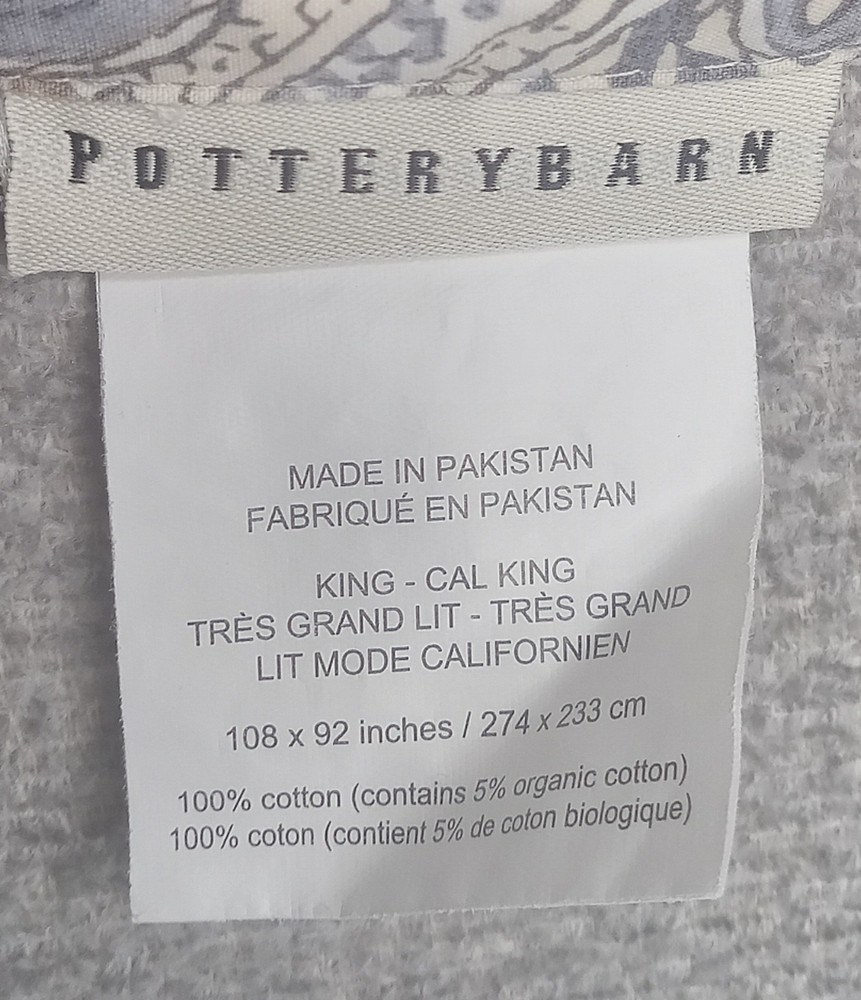 POTTERYBARN
MADE IN PAKISTAN
FABRIQUÉ EN PAKISTAN
KING - CAL KING
TRÈS GRAND LIT - TRÈS GRAND
LIT MODE CALIFORNIEN
108 x 92 inches / 274 x 233 cm
100% cotton (contains 5% organic cotton)
100% coton (contient 5% de coton biologique)